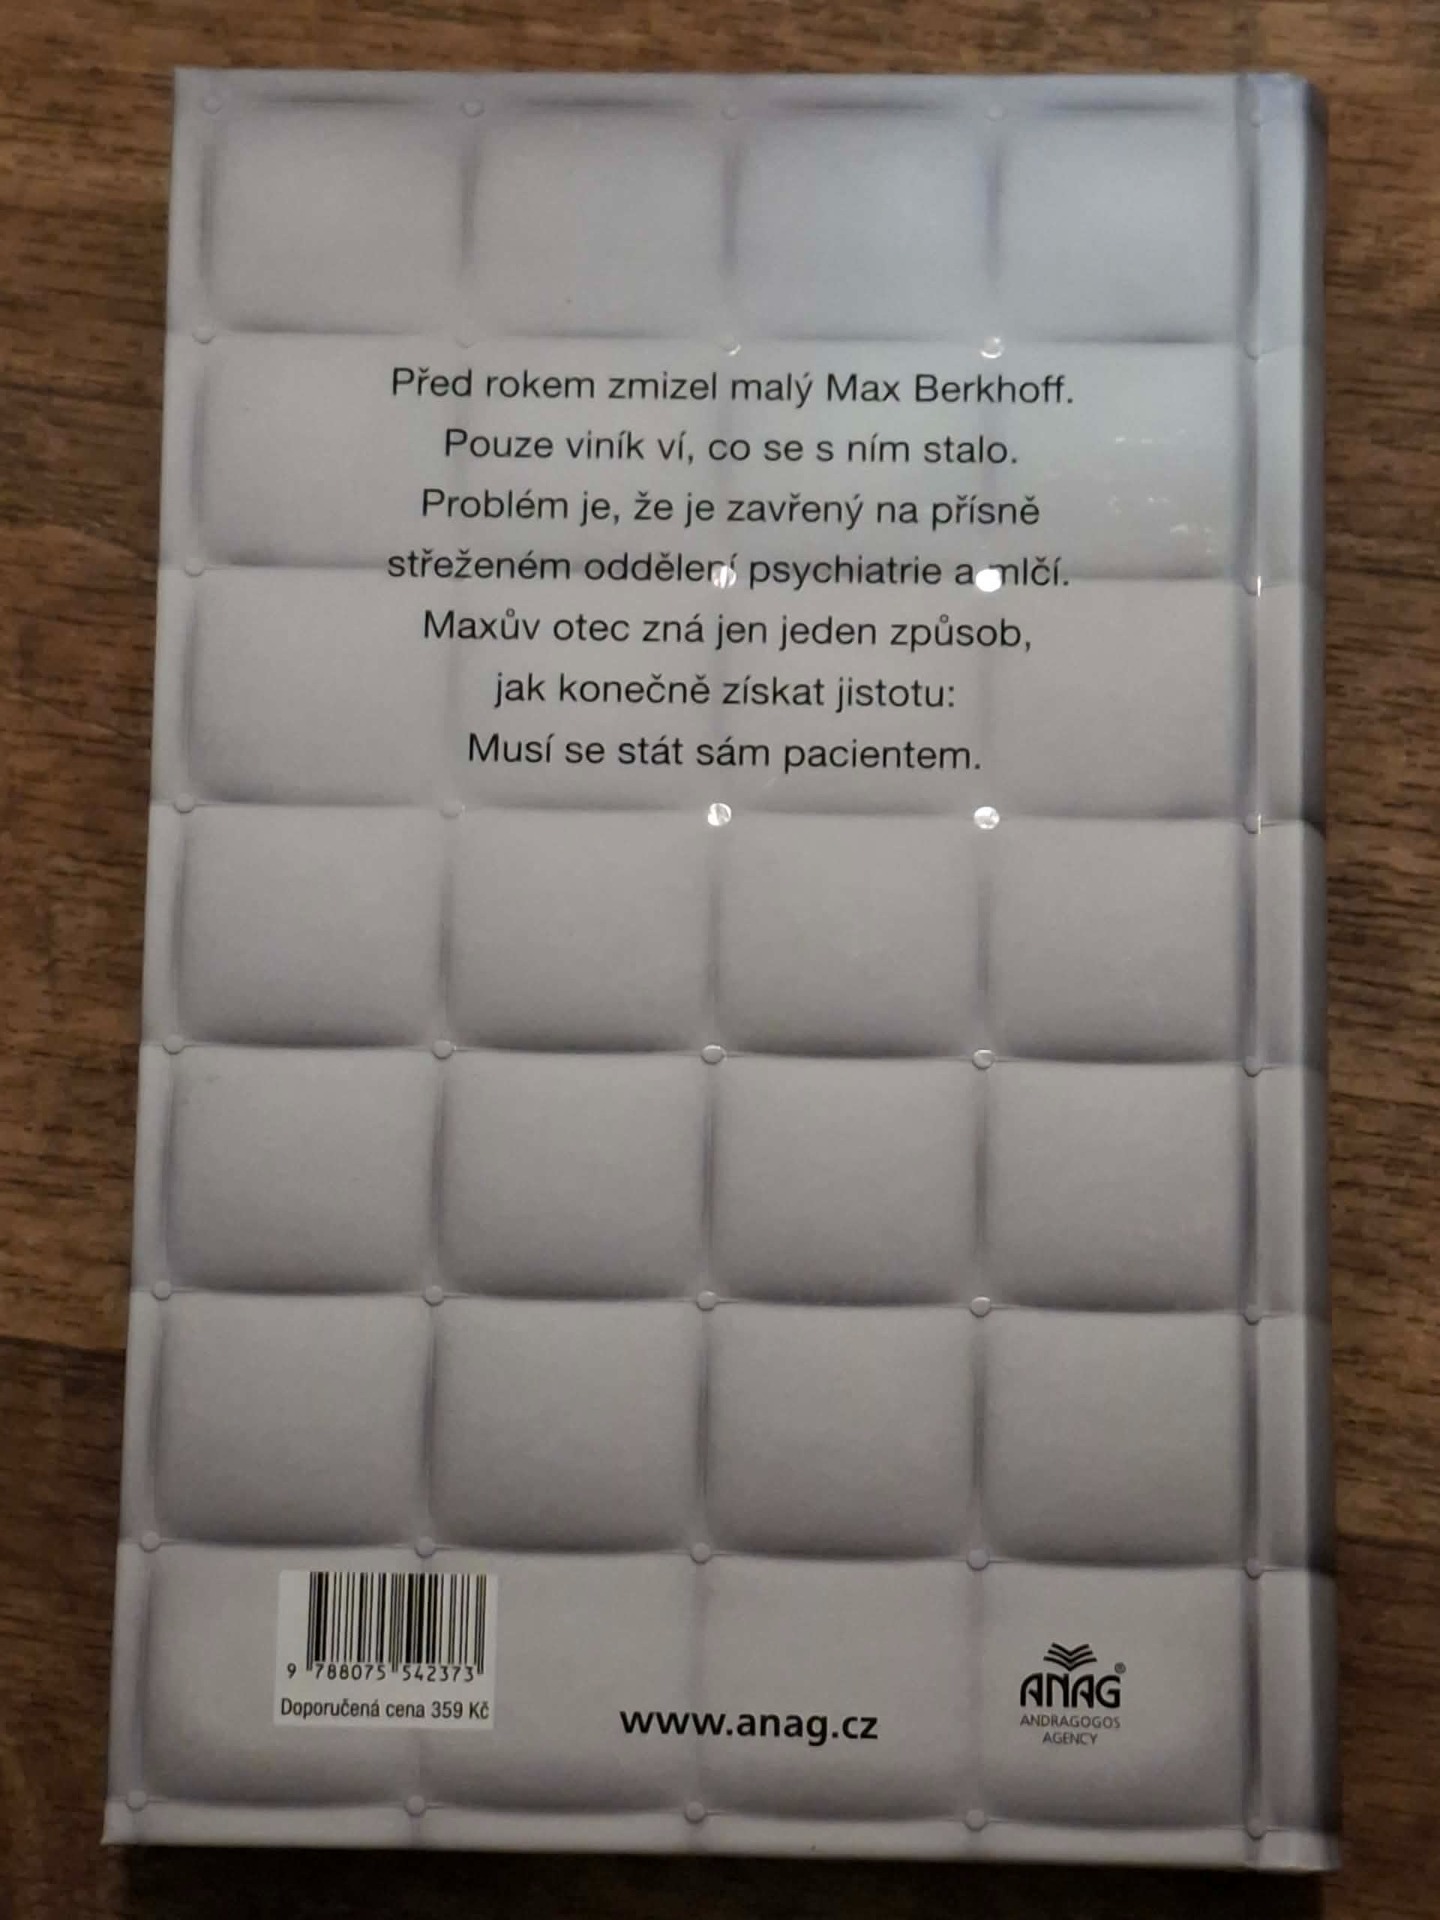 Před rokem zmizel malý Max Berkhoff.
Pouze viník ví, co se s ním stalo.
Problém je, že je zavřený na přísně
střeženém oddělení psychiatrie a mlčí.
Maxův otec zná jen jeden způsob,
jak konečně získat jistotu:
Musí se stát sám pacientem.
9 788075 542373
Doporučená cena 359 Kč
www.anag.cz
ANAG®
ANDRAGOGOS
AGENCY